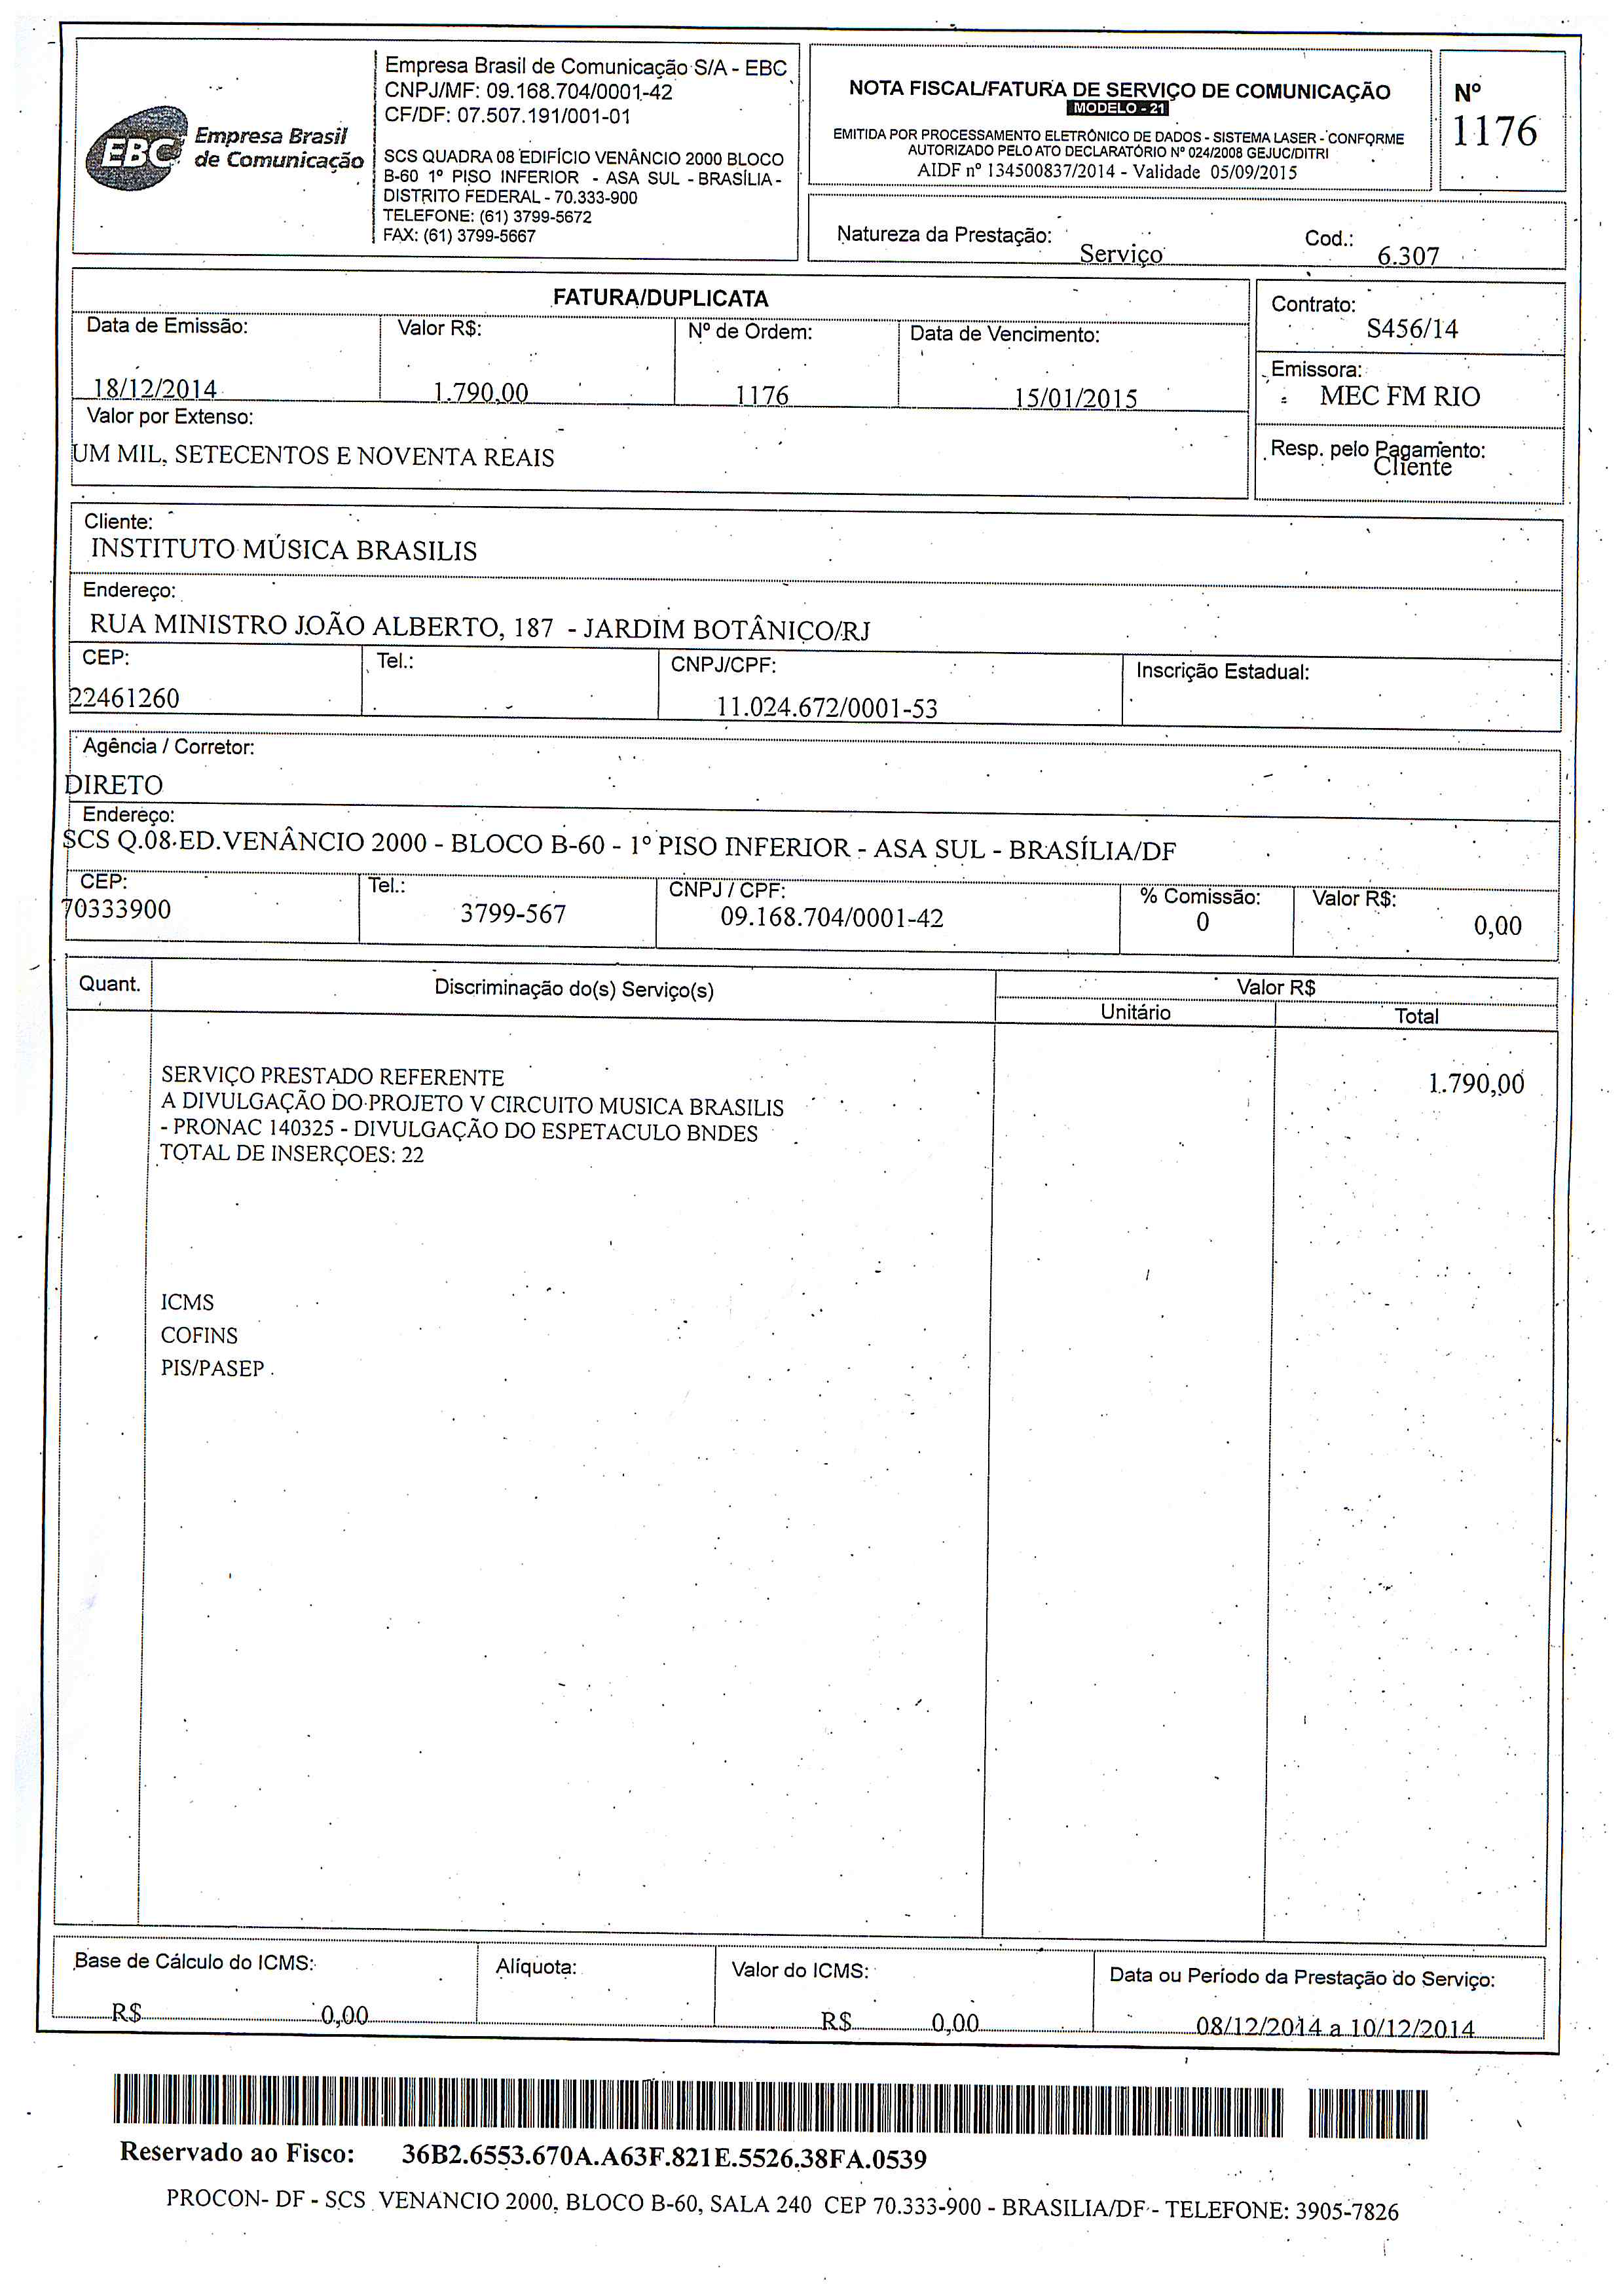 EBC
Empresa Brasil
de Comunicação
Empresa Brasil de Comunicação S/A - EBC
CNPJ/MF: 09.168.704/0001-42
CF/DF: 07.507.191/001-01
SCS QUADRA 08 EDIFÍCIO VENÂNCIO 2000 BLOCO
B-60 1º PISO INFERIOR - ASA SUL - BRASÍLIA -
DISTRITO FEDERAL - 70.333-900
TELEFONE: (61) 3799-5672
FAX: (61) 3799-5667
NOTA FISCAL/FATURA DE SERVIÇO DE COMUNICAÇÃO
MODELO - 21
EMITIDA POR PROCESSAMENTO ELETRÔNICO DE DADOS - SISTEMA LASER - CONFORME
AUTORIZADO PELO ATO DECLARATÓRIO Nº 024/2008 GEJUC/DITRI
AIDF nº 134500837/2014 - Validade 05/09/2015
Nº
1176
Natureza da Prestação: Serviço Cod.: 6.307
FATURA/DUPLICATA
Data de Emissão: Valor R$: Nº de Ordem: Data de Vencimento:
18/12/2014 1.790,00 1176 15/01/2015
Valor por Extenso:
UM MIL, SETECENTOS E NOVENTA REAIS
Contrato:
S456/14
Emissora:
MEC FM RIO
Resp. pelo Pagamento:
Cliente
Cliente:
INSTITUTO MÚSICA BRASILIS
Endereço:
RUA MINISTRO JOÃO ALBERTO, 187 - JARDIM BOTÂNICO/RJ
CEP: Tel.: CNPJ/CPF: Inscrição Estadual:
22461260 11.024.672/0001-53
Agência / Corretor:
DIRETO
Endereço:
SCS Q.08 ED.VENÂNCIO 2000 - BLOCO B-60 - 1º PISO INFERIOR - ASA SUL - BRASÍLIA/DF
CEP: Tel.: CNPJ / CPF: % Comissão: Valor R$:
70333900 3799-567 09.168.704/0001-42 0 0,00
Quant. Discriminação do(s) Serviço(s) Valor R$
Unitário Total
SERVIÇO PRESTADO REFERENTE 1.790,00
A DIVULGAÇÃO DO PROJETO V CIRCUITO MUSICA BRASILIS
- PRONAC 140325 - DIVULGAÇÃO DO ESPETACULO BNDES
TOTAL DE INSERÇOES: 22
ICMS
COFINS
PIS/PASEP
Base de Cálculo do ICMS: Alíquota: Valor do ICMS: Data ou Período da Prestação do Serviço:
R$ 0,00 R$ 0,00 08/12/2014 a 10/12/2014
Reservado ao Fisco: 36B2.6553.670A.A63F.821E.5526.38FA.0539
PROCON- DF - SCS VENANCIO 2000, BLOCO B-60, SALA 240 CEP 70.333-900 - BRASILIA/DF - TELEFONE: 3905-7826